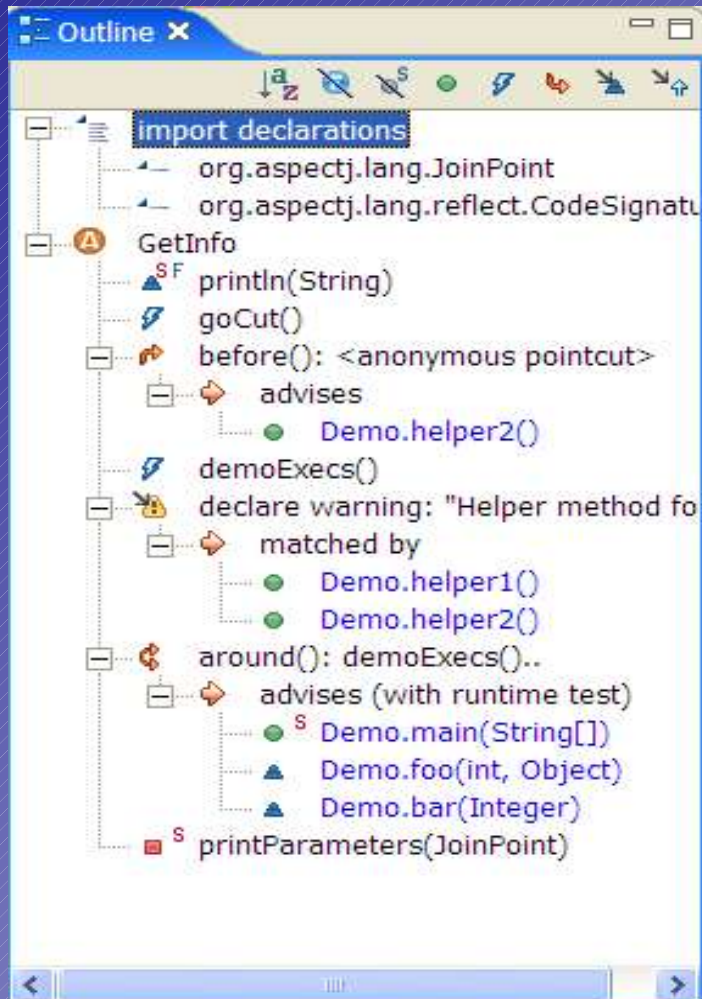 Outline
import declarations
org.aspectj.lang.JoinPoint
org.aspectj.lang.reflect.CodeSignatu
GetInfo
S F println(String)
goCut()
before(): <anonymous pointcut>
advises
Demo.helper2()
demoExecs()
declare warning: "Helper method fo
matched by
Demo.helper1()
Demo.helper2()
around(): demoExecs()..
advises (with runtime test)
S Demo.main(String[])
Demo.foo(int, Object)
Demo.bar(Integer)
S printParameters(JoinPoint)